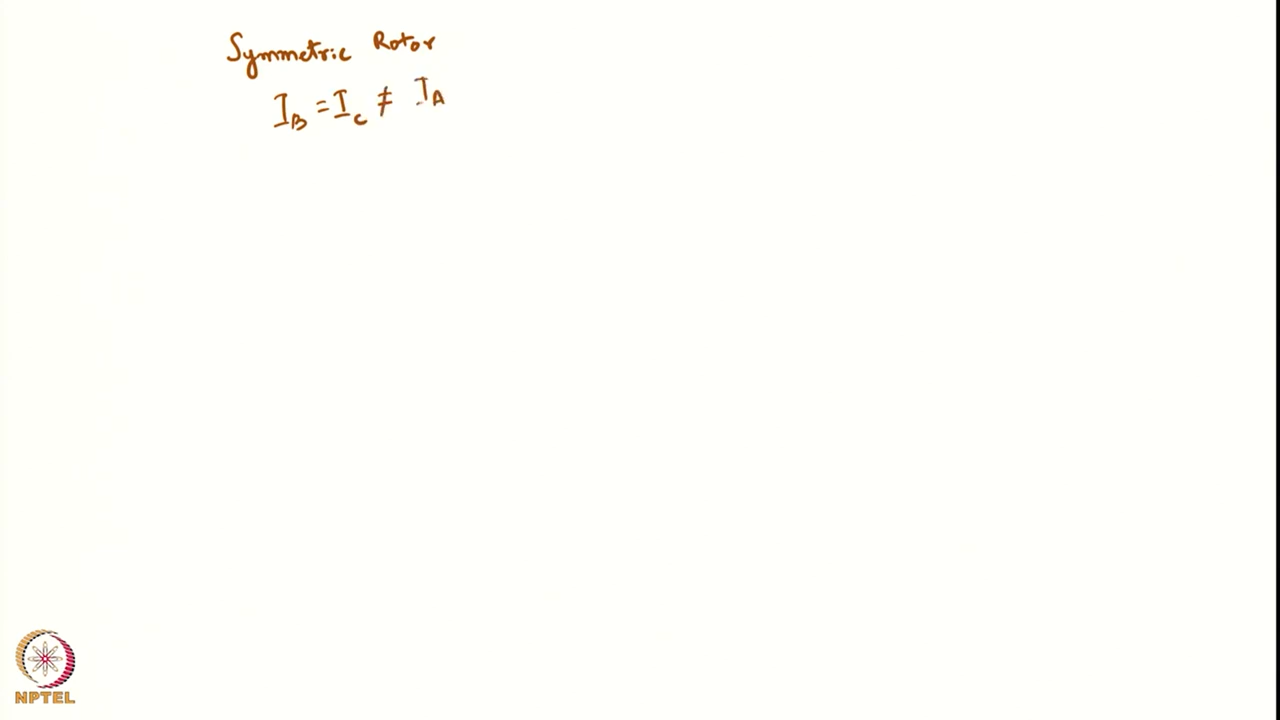 Symmetric Rotor
I_B = I_C ≠ I_A
NPTEL